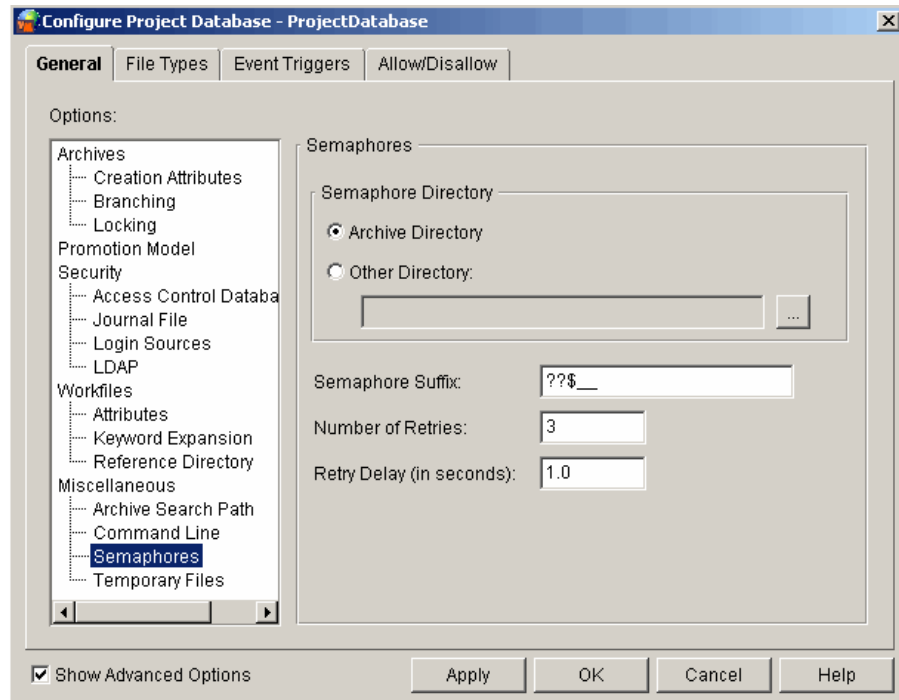 Configure Project Database - ProjectDatabase
General File Types Event Triggers Allow/Disallow
Options:
Archives
Creation Attributes
Branching
Locking
Promotion Model
Security
Access Control Databa
Journal File
Login Sources
LDAP
Workfiles
Attributes
Keyword Expansion
Reference Directory
Miscellaneous
Archive Search Path
Command Line
Semaphores
Temporary Files
Semaphores
Semaphore Directory
Archive Directory
Other Directory:
...
Semaphore Suffix: ??$__
Number of Retries: 3
Retry Delay (in seconds): 1.0
Show Advanced Options Apply OK Cancel Help